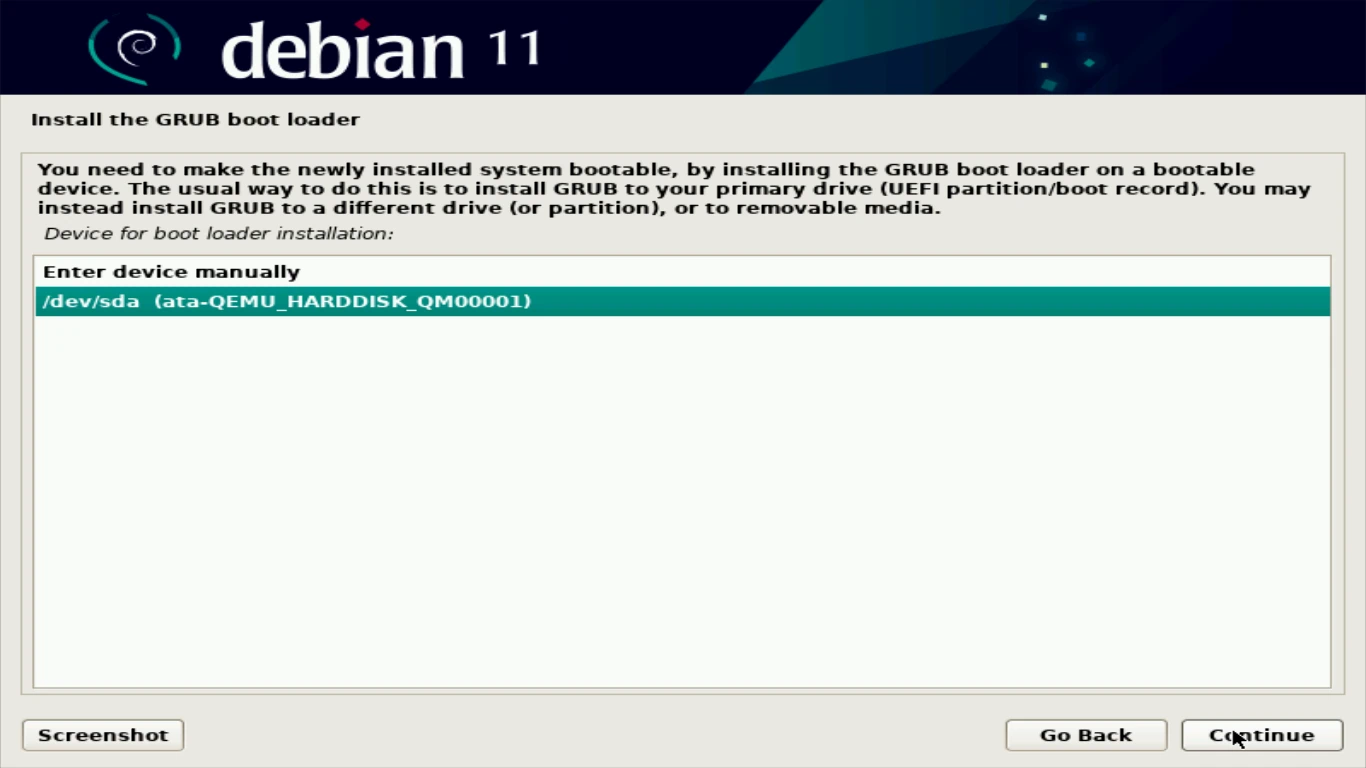 debian 11
Install the GRUB boot loader
You need to make the newly installed system bootable, by installing the GRUB boot loader on a bootable
device. The usual way to do this is to install GRUB to your primary drive (UEFI partition/boot record). You may
instead install GRUB to a different drive (or partition), or to removable media.
Device for boot loader installation:
Enter device manually
/dev/sda (ata-QEMU_HARDDISK_QM00001)
Screenshot
Go Back
Continue